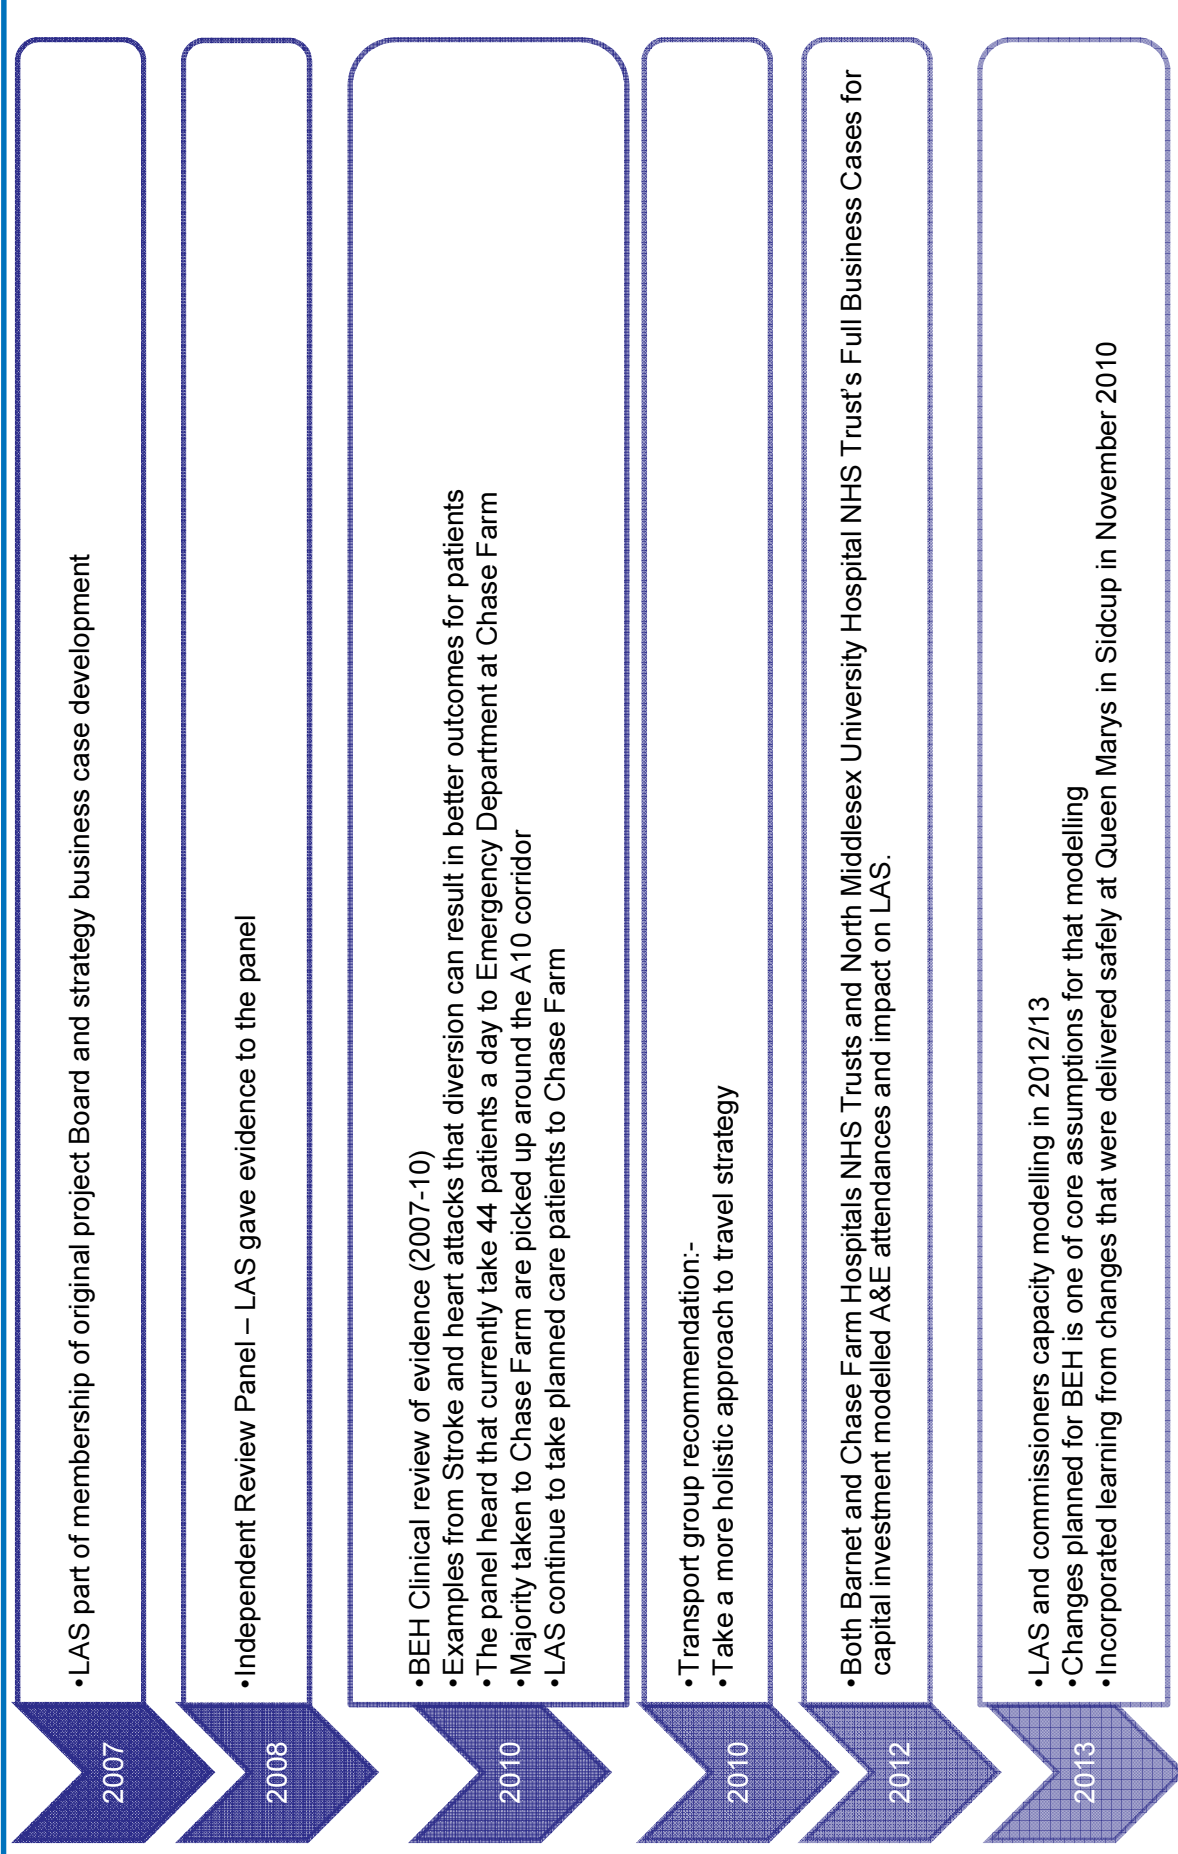 2007
•LAS part of membership of original project Board and strategy business case development
2008
•Independent Review Panel – LAS gave evidence to the panel
2010
•BEH Clinical review of evidence (2007-10)
•Examples from Stroke and heart attacks that diversion can result in better outcomes for patients
•The panel heard that currently take 44 patients a day to Emergency Department at Chase Farm
•Majority taken to Chase Farm are picked up around the A10 corridor
•LAS continue to take planned care patients to Chase Farm
2010
•Transport group recommendation:-
•Take a more holistic approach to travel strategy
2012
•Both Barnet and Chase Farm Hospitals NHS Trusts and North Middlesex University Hospital NHS Trust's Full Business Cases for
capital investment modelled A&E attendances and impact on LAS.
2013
•LAS and commissioners capacity modelling in 2012/13
•Changes planned for BEH is one of core assumptions for that modelling
•Incorporated learning from changes that were delivered safely at Queen Marys in Sidcup in November 2010